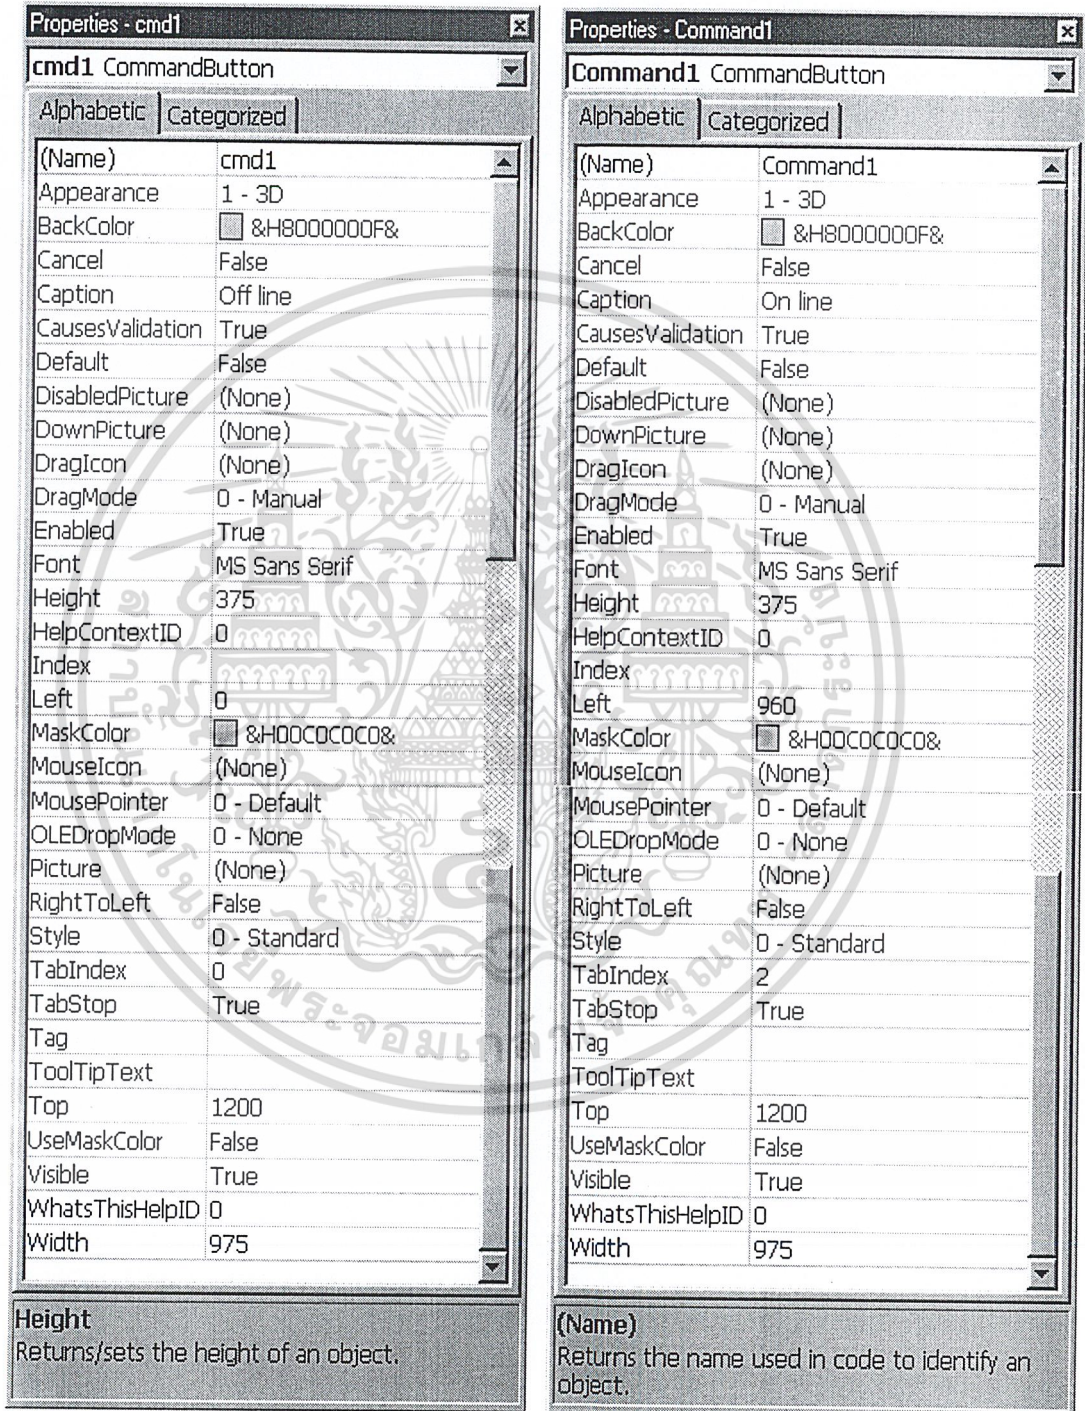 Properties - cmd1
cmd1 CommandButton
Alphabetic Categorized
(Name) cmd1
Appearance 1 - 3D
BackColor &H8000000F&
Cancel False
Caption Off line
CausesValidation True
Default False
DisabledPicture (None)
DownPicture (None)
DragIcon (None)
DragMode 0 - Manual
Enabled True
Font MS Sans Serif
Height 375
HelpContextID 0
Index
Left 0
MaskColor &H00C0C0C0&
MouseIcon (None)
MousePointer 0 - Default
OLEDropMode 0 - None
Picture (None)
RightToLeft False
Style 0 - Standard
TabIndex 0
TabStop True
Tag
ToolTipText
Top 1200
UseMaskColor False
Visible True
WhatsThisHelpID 0
Width 975
Height
Returns/sets the height of an object.
Properties - Command1
Command1 CommandButton
Alphabetic Categorized
(Name) Command1
Appearance 1 - 3D
BackColor &H8000000F&
Cancel False
Caption On line
CausesValidation True
Default False
DisabledPicture (None)
DownPicture (None)
DragIcon (None)
DragMode 0 - Manual
Enabled True
Font MS Sans Serif
Height 375
HelpContextID 0
Index
Left 960
MaskColor &H00C0C0C0&
MouseIcon (None)
MousePointer 0 - Default
OLEDropMode 0 - None
Picture (None)
RightToLeft False
Style 0 - Standard
TabIndex 2
TabStop True
Tag
ToolTipText
Top 1200
UseMaskColor False
Visible True
WhatsThisHelpID 0
Width 975
(Name)
Returns the name used in code to identify an
object.